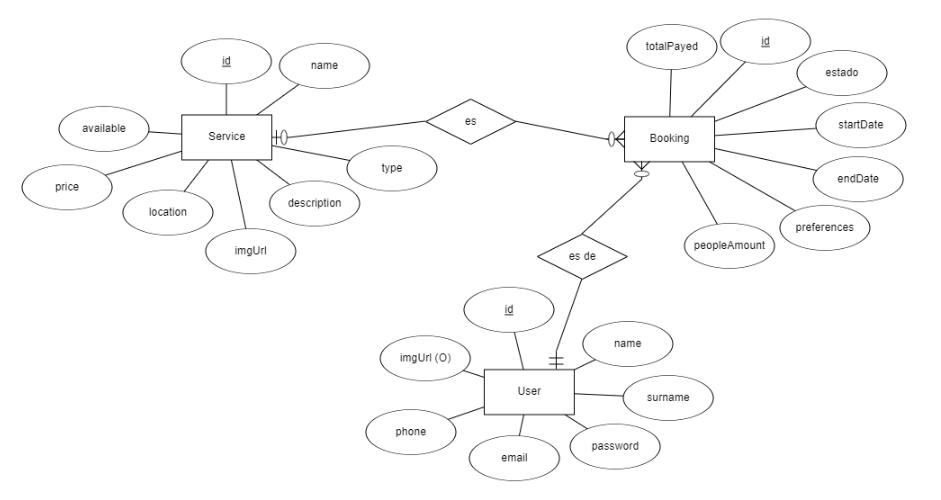 totalPayed
id
id
name
estado
available
Service
es
Booking
startDate
type
endDate
price
location
description
preferences
imgUrl
peopleAmount
es de
id
name
imgUrl (O)
User
surname
phone
email
password